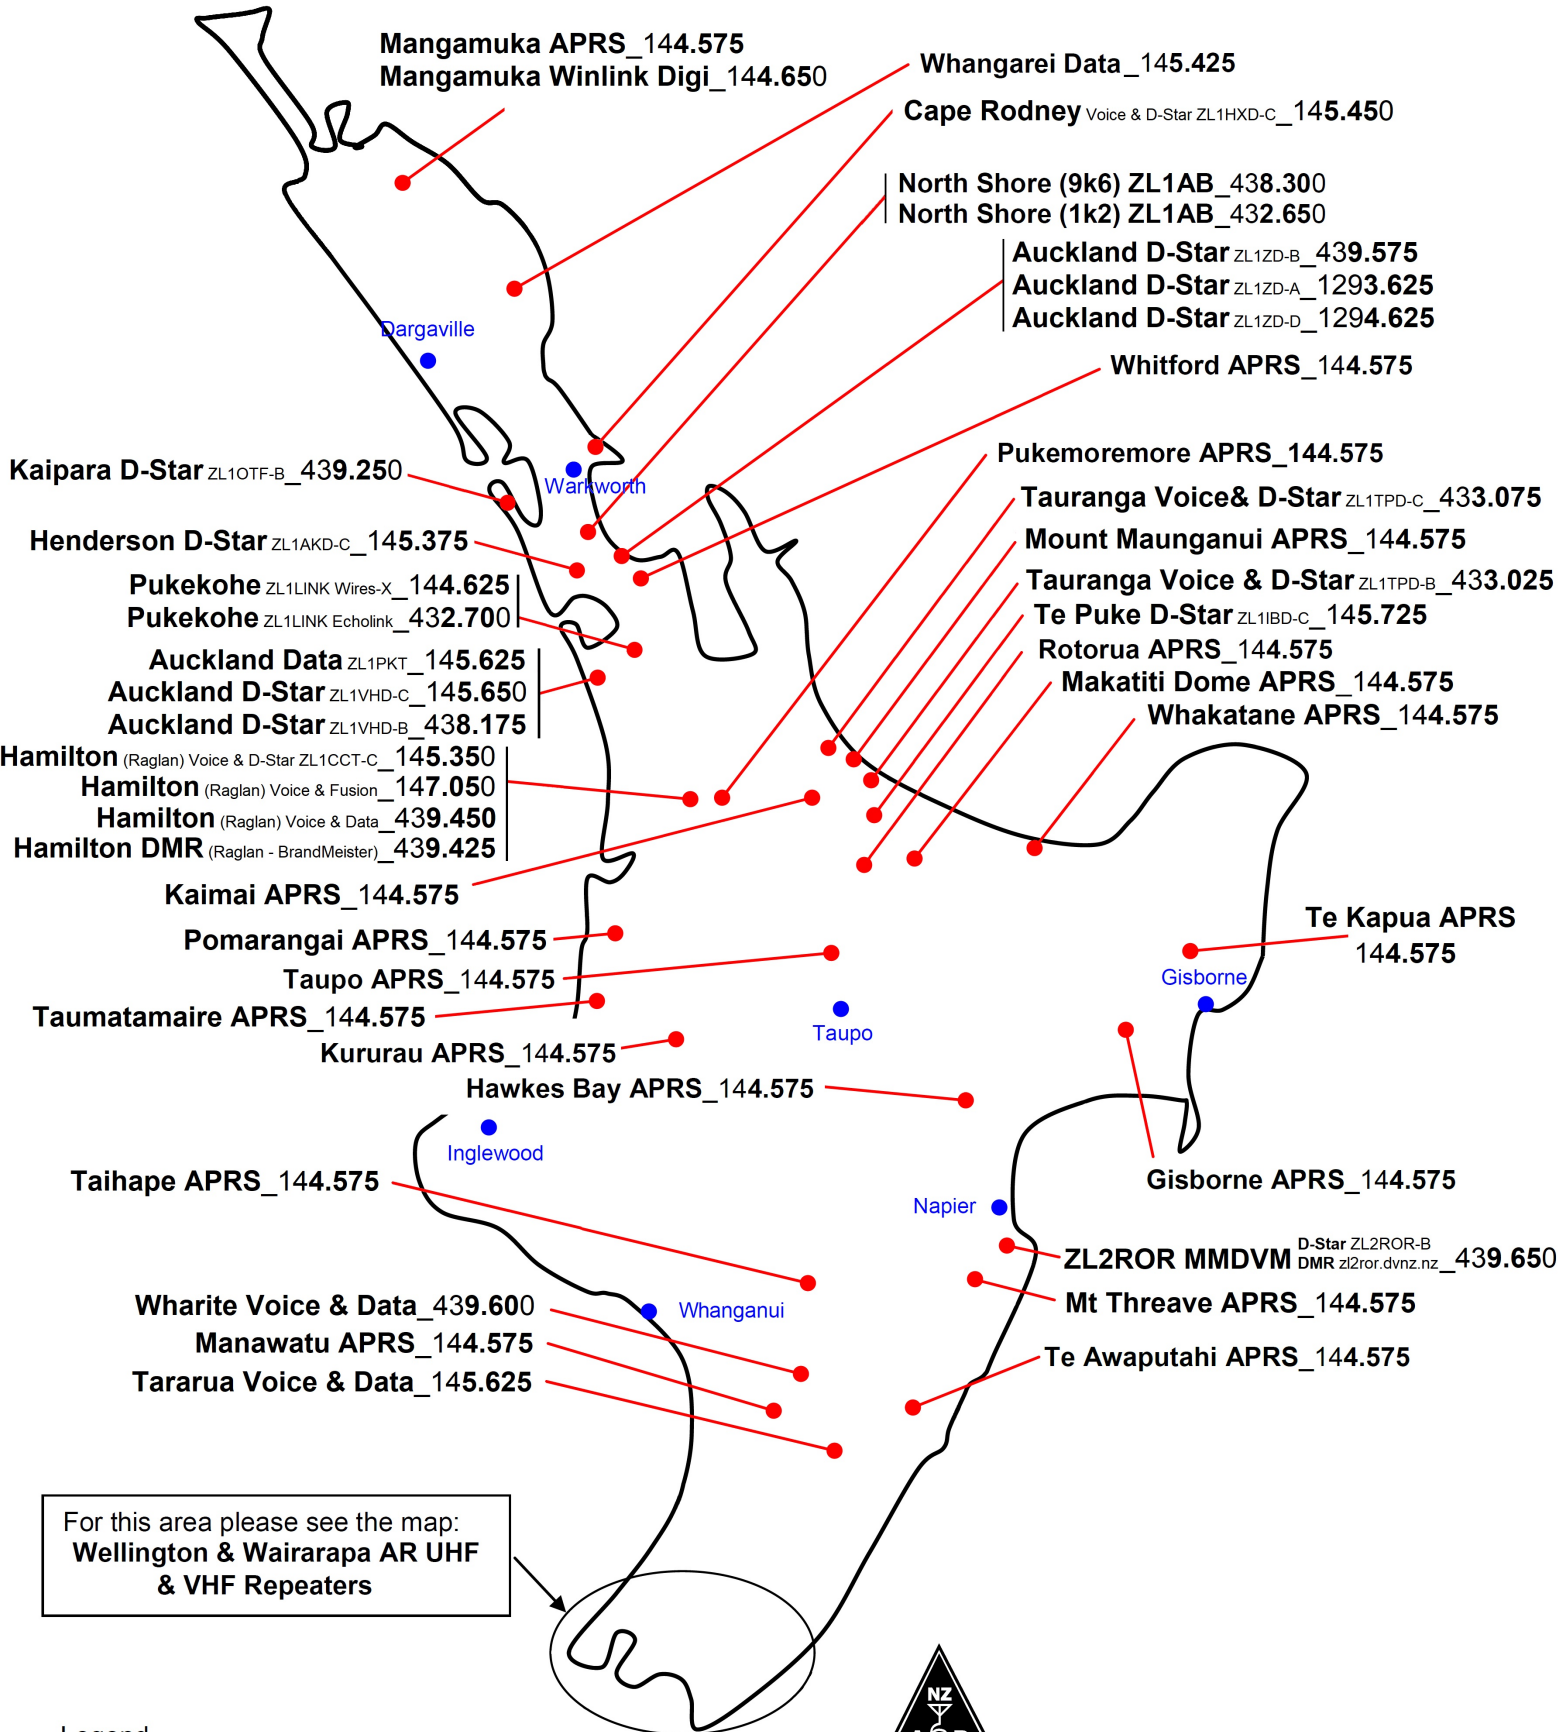 Mangamuka APRS_144.575
Mangamuka Winlink Digi_144.650
Whangarei Data_145.425
Cape Rodney Voice & D-Star ZL1HXD-C_145.450
North Shore (9k6) ZL1AB_438.300
North Shore (1k2) ZL1AB_432.650
Auckland D-Star ZL1ZD-B_439.575
Auckland D-Star ZL1ZD-A_1293.625
Auckland D-Star ZL1ZD-D_1294.625
Dargaville
Whitford APRS_144.575
Kaipara D-Star ZL1OTF-B_439.250
Warkworth
Pukemoremore APRS_144.575
Tauranga Voice& D-Star ZL1TPD-C_433.075
Henderson D-Star ZL1AKD-C_145.375
Mount Maunganui APRS_144.575
Pukekohe ZL1LINK Wires-X_144.625
Tauranga Voice & D-Star ZL1TPD-B_433.025
Pukekohe ZL1LINK Echolink_432.700
Te Puke D-Star ZL1IBD-C_145.725
Rotorua APRS_144.575
Auckland Data ZL1PKT_145.625
Makatiti Dome APRS_144.575
Auckland D-Star ZL1VHD-C_145.650
Whakatane APRS_144.575
Auckland D-Star ZL1VHD-B_438.175
Hamilton (Raglan) Voice & D-Star ZL1CCT-C_145.350
Hamilton (Raglan) Voice & Fusion_147.050
Hamilton (Raglan) Voice & Data_439.450
Hamilton DMR (Raglan - BrandMeister)_439.425
Kaimai APRS_144.575
Te Kapua APRS
144.575
Pomarangai APRS_144.575
Taupo APRS_144.575
Gisborne
Taumatamaire APRS_144.575
Taupo
Kururau APRS_144.575
Hawkes Bay APRS_144.575
Inglewood
Taihape APRS_144.575
Gisborne APRS_144.575
Napier
ZL2ROR MMDVM D-Star ZL2ROR-B
DMR zl2ror.dvnz.nz_439.650
Wharite Voice & Data_439.600
Whanganui
Mt Threave APRS_144.575
Manawatu APRS_144.575
Te Awaputahi APRS_144.575
Tararua Voice & Data_145.625
For this area please see the map:
Wellington & Wairarapa AR UHF
& VHF Repeaters
NZ
Legend